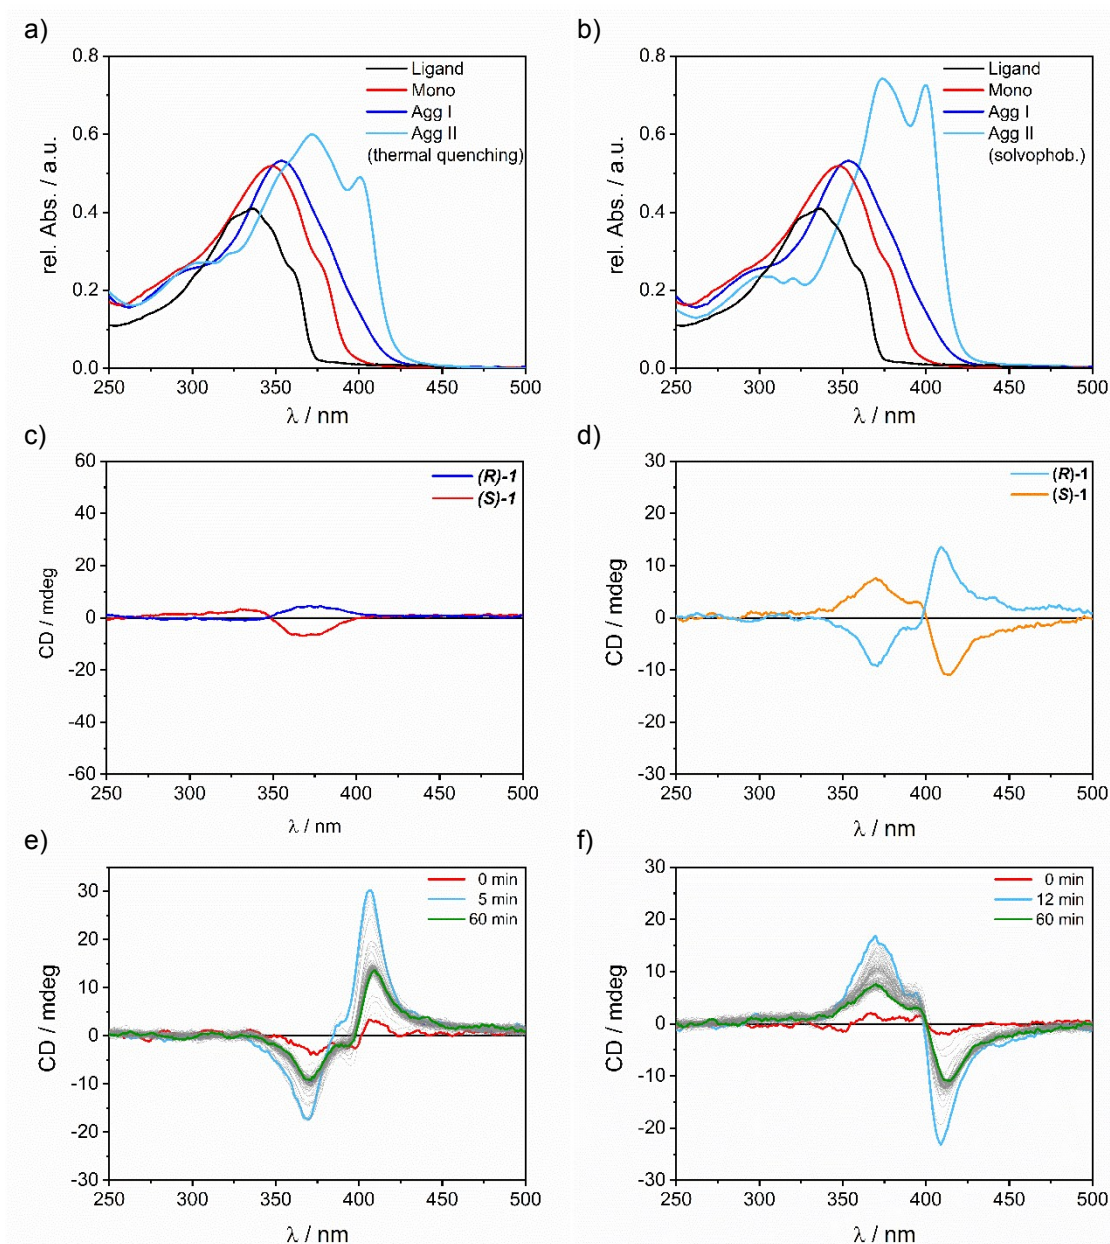 a)
0.8
0.6
0.4
0.2
0.0
rel. Abs. / a.u.
Ligand
Mono
Agg I
Agg II
(thermal quenching)
250 300 350 400 450 500
λ / nm
b)
0.8
0.6
0.4
0.2
0.0
rel. Abs. / a.u.
Ligand
Mono
Agg I
Agg II
(solvophob.)
250 300 350 400 450 500
λ / nm
c)
60
40
20
0
-20
-40
-60
CD / mdeg
(R)-1
(S)-1
250 300 350 400 450 500
λ / nm
d)
30
20
10
0
-10
-20
-30
CD / mdeg
(R)-1
(S)-1
250 300 350 400 450 500
λ / nm
e)
30
20
10
0
-10
-20
-30
CD / mdeg
0 min
5 min
60 min
250 300 350 400 450 500
λ / nm
f)
30
20
10
0
-10
-20
-30
CD / mdeg
0 min
12 min
60 min
250 300 350 400 450 500
λ / nm